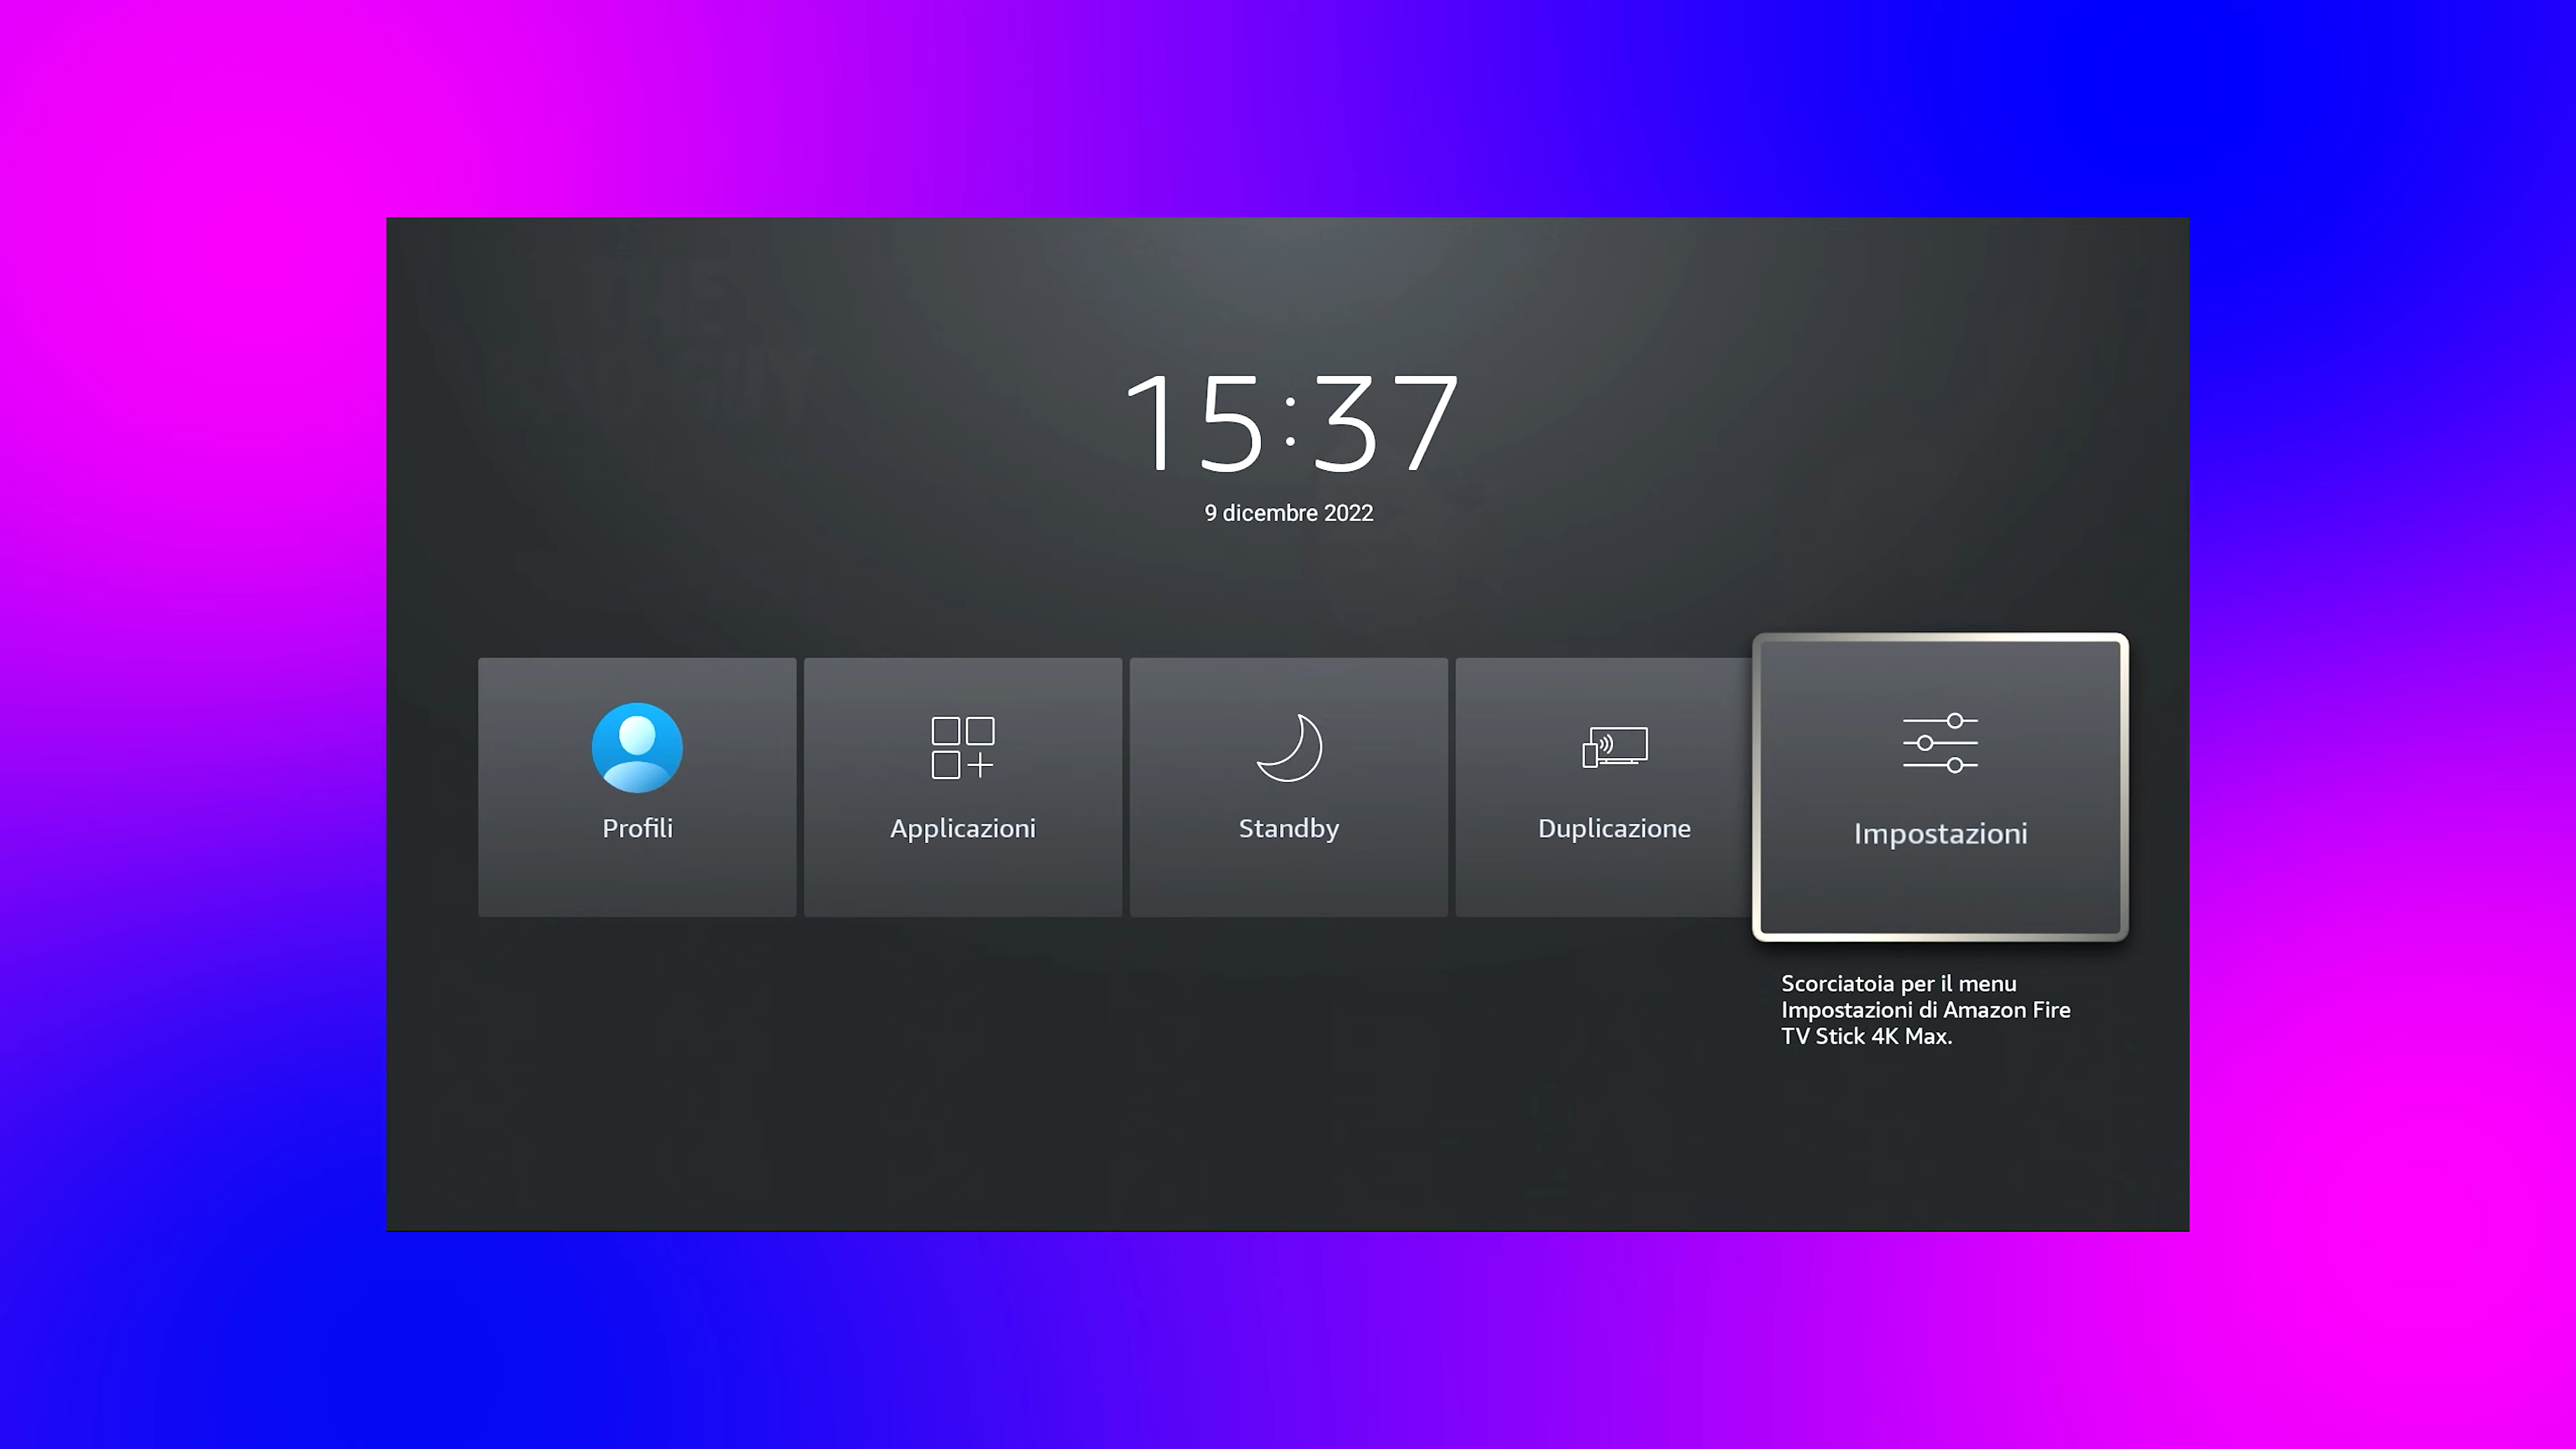 15:37
9 dicembre 2022
Profili
Applicazioni
Standby
Duplicazione
Impostazioni
Scorciatoia per il menu
Impostazioni di Amazon Fire
TV Stick 4K Max.